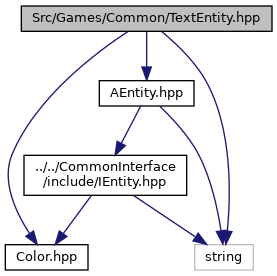 Src/Games/Common/TextEntity.hpp
AEntity.hpp
../../CommonInterface
/include/IEntity.hpp
Color.hpp
string